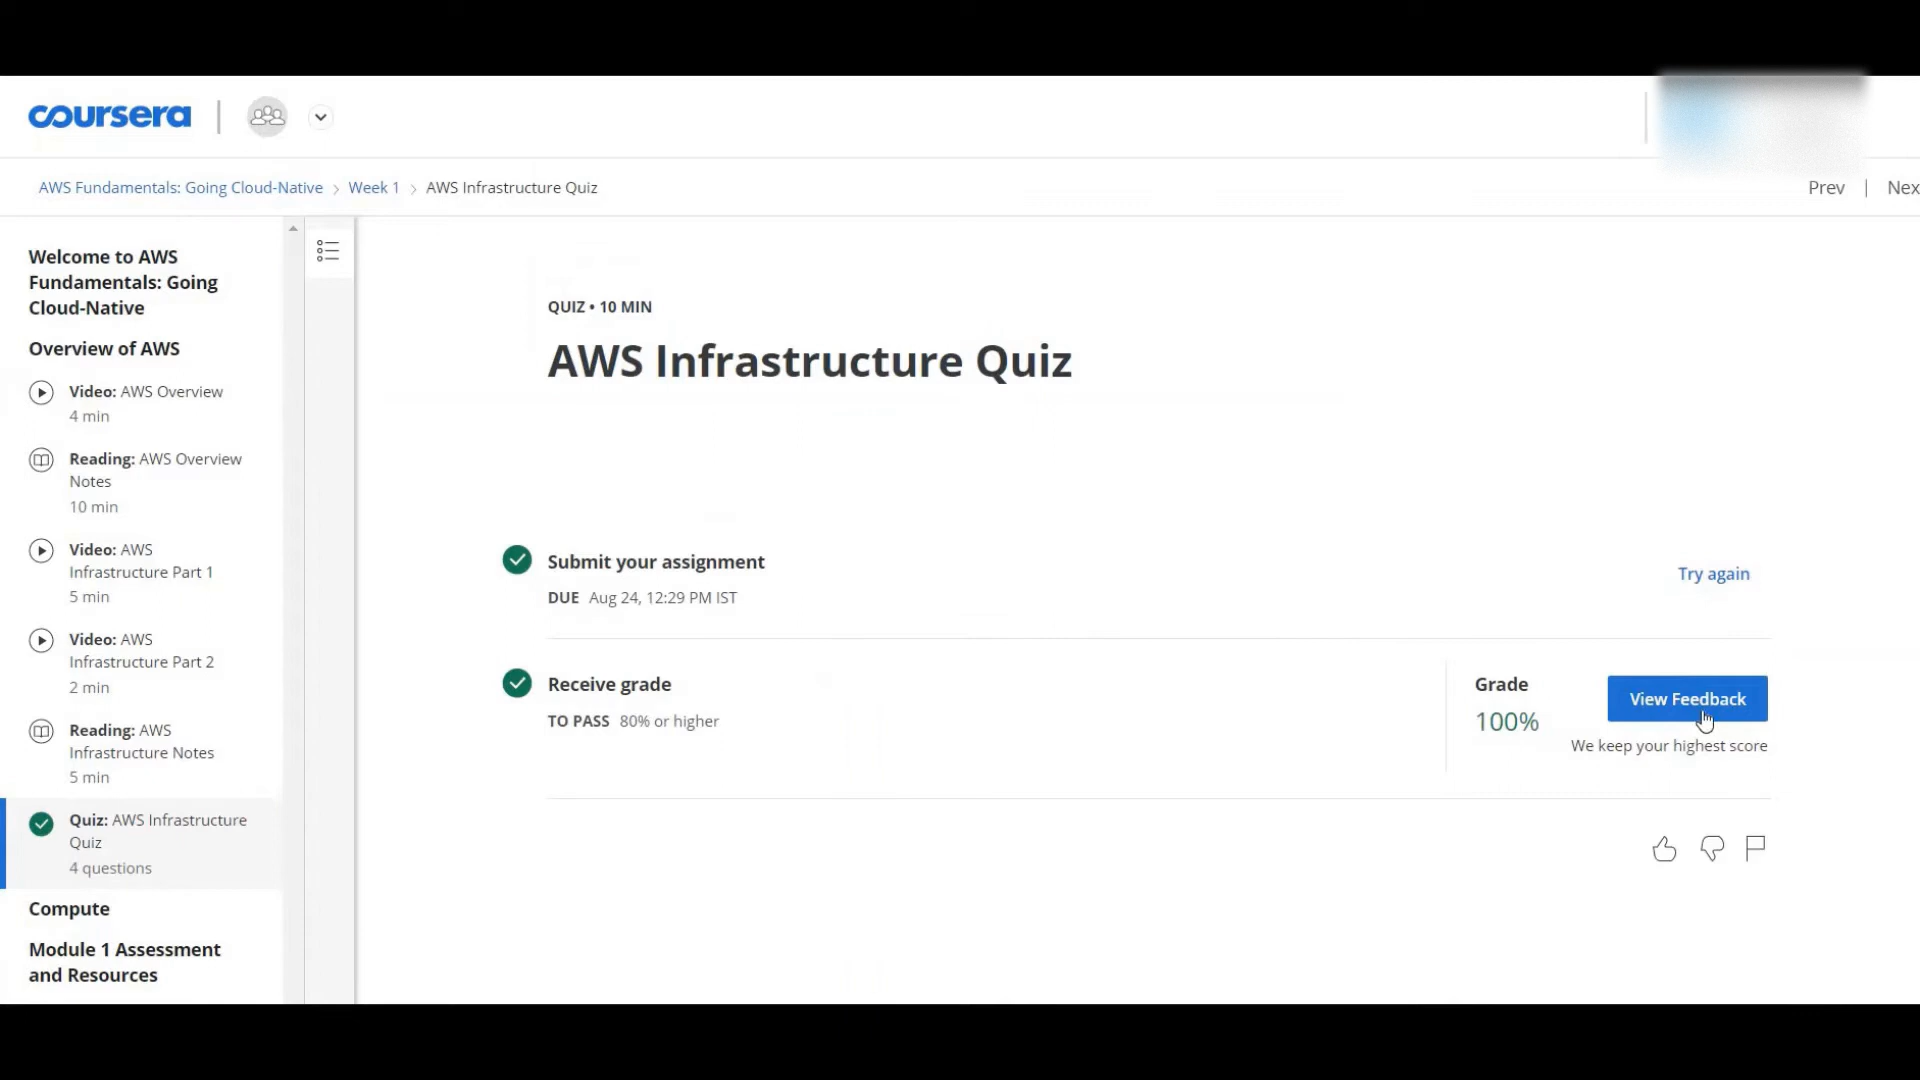 coursera
AWS Fundamentals: Going Cloud-Native > Week 1 > AWS Infrastructure Quiz
Prev | Nex
Welcome to AWS
Fundamentals: Going
Cloud-Native
Overview of AWS
Video: AWS Overview
4 min
Reading: AWS Overview
Notes
10 min
Video: AWS
Infrastructure Part 1
5 min
Video: AWS
Infrastructure Part 2
2 min
Reading: AWS
Infrastructure Notes
5 min
Quiz: AWS Infrastructure
Quiz
4 questions
Compute
Module 1 Assessment
and Resources
QUIZ • 10 MIN
AWS Infrastructure Quiz
Submit your assignment
DUE Aug 24, 12:29 PM IST
Try again
Receive grade
TO PASS 80% or higher
Grade
100%
View Feedback
We keep your highest score